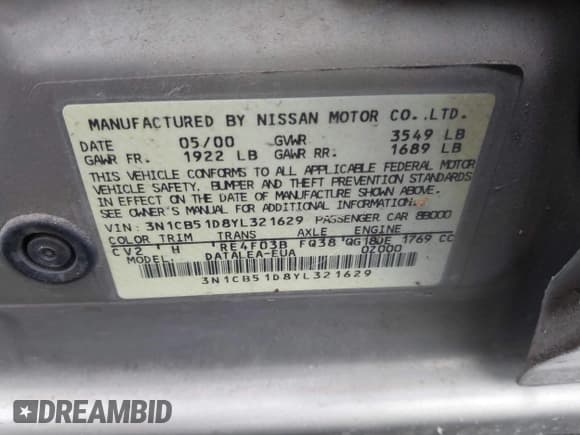 MANUFACTURED BY NISSAN MOTOR CO.,LTD.
DATE 05/00 GVWR 3549 LB
GAWR FR. 1922 LB GAWR RR. 1689 LB
THIS VEHICLE CONFORMS TO ALL APPLICABLE FEDERAL MOTOR
VEHICLE SAFETY, BUMPER AND THEFT PREVENTION STANDARDS
IN EFFECT ON THE DATE OF MANUFACTURE SHOWN ABOVE.
SEE OWNER'S MANUAL FOR ADDITIONAL INFORMATION.
VIN: 3N1CB51D8YL321629 PASSENGER CAR 8B000
COLOR TRIM TRANS AXLE ENGINE
CV2 H RE4F03B FQ38 QG18DE 1769 CC
MODEL: DATALEA-EUA 0Z000
3N1CB51D8YL321629
DREAMBID